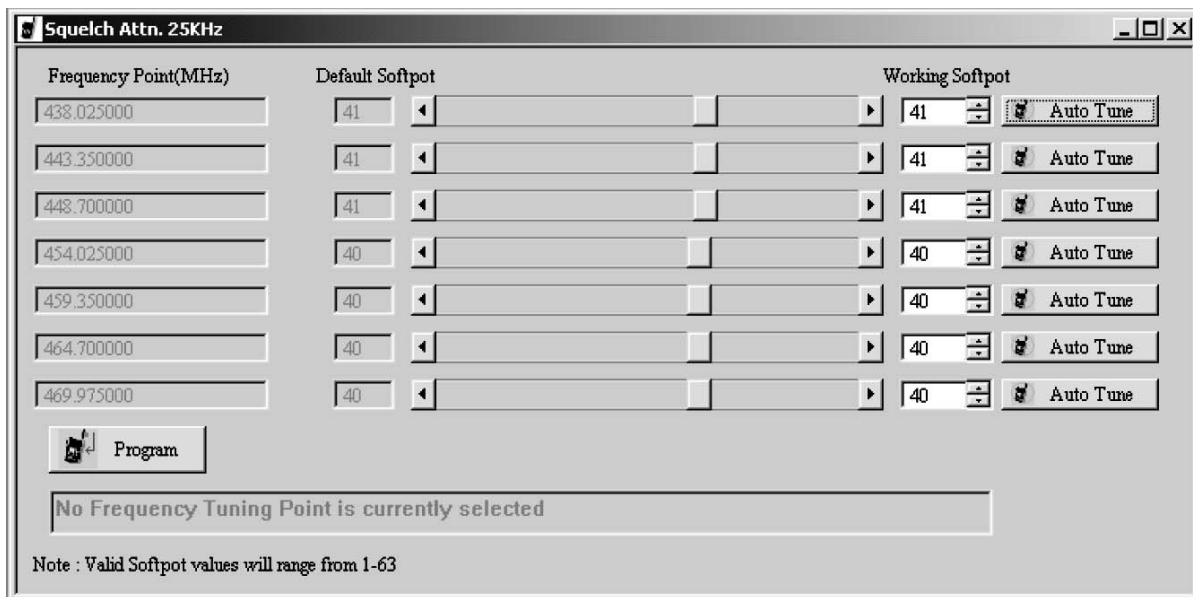 Squelch Attn. 25KHz
Frequency Point(MHz) Default Softpot Working Softpot
438.025000 41 41 Auto Tune
443.350000 41 41 Auto Tune
448.700000 41 41 Auto Tune
454.025000 40 40 Auto Tune
459.350000 40 40 Auto Tune
464.700000 40 40 Auto Tune
469.975000 40 40 Auto Tune
Program
No Frequency Tuning Point is currently selected
Note : Valid Softpot values will range from 1-63